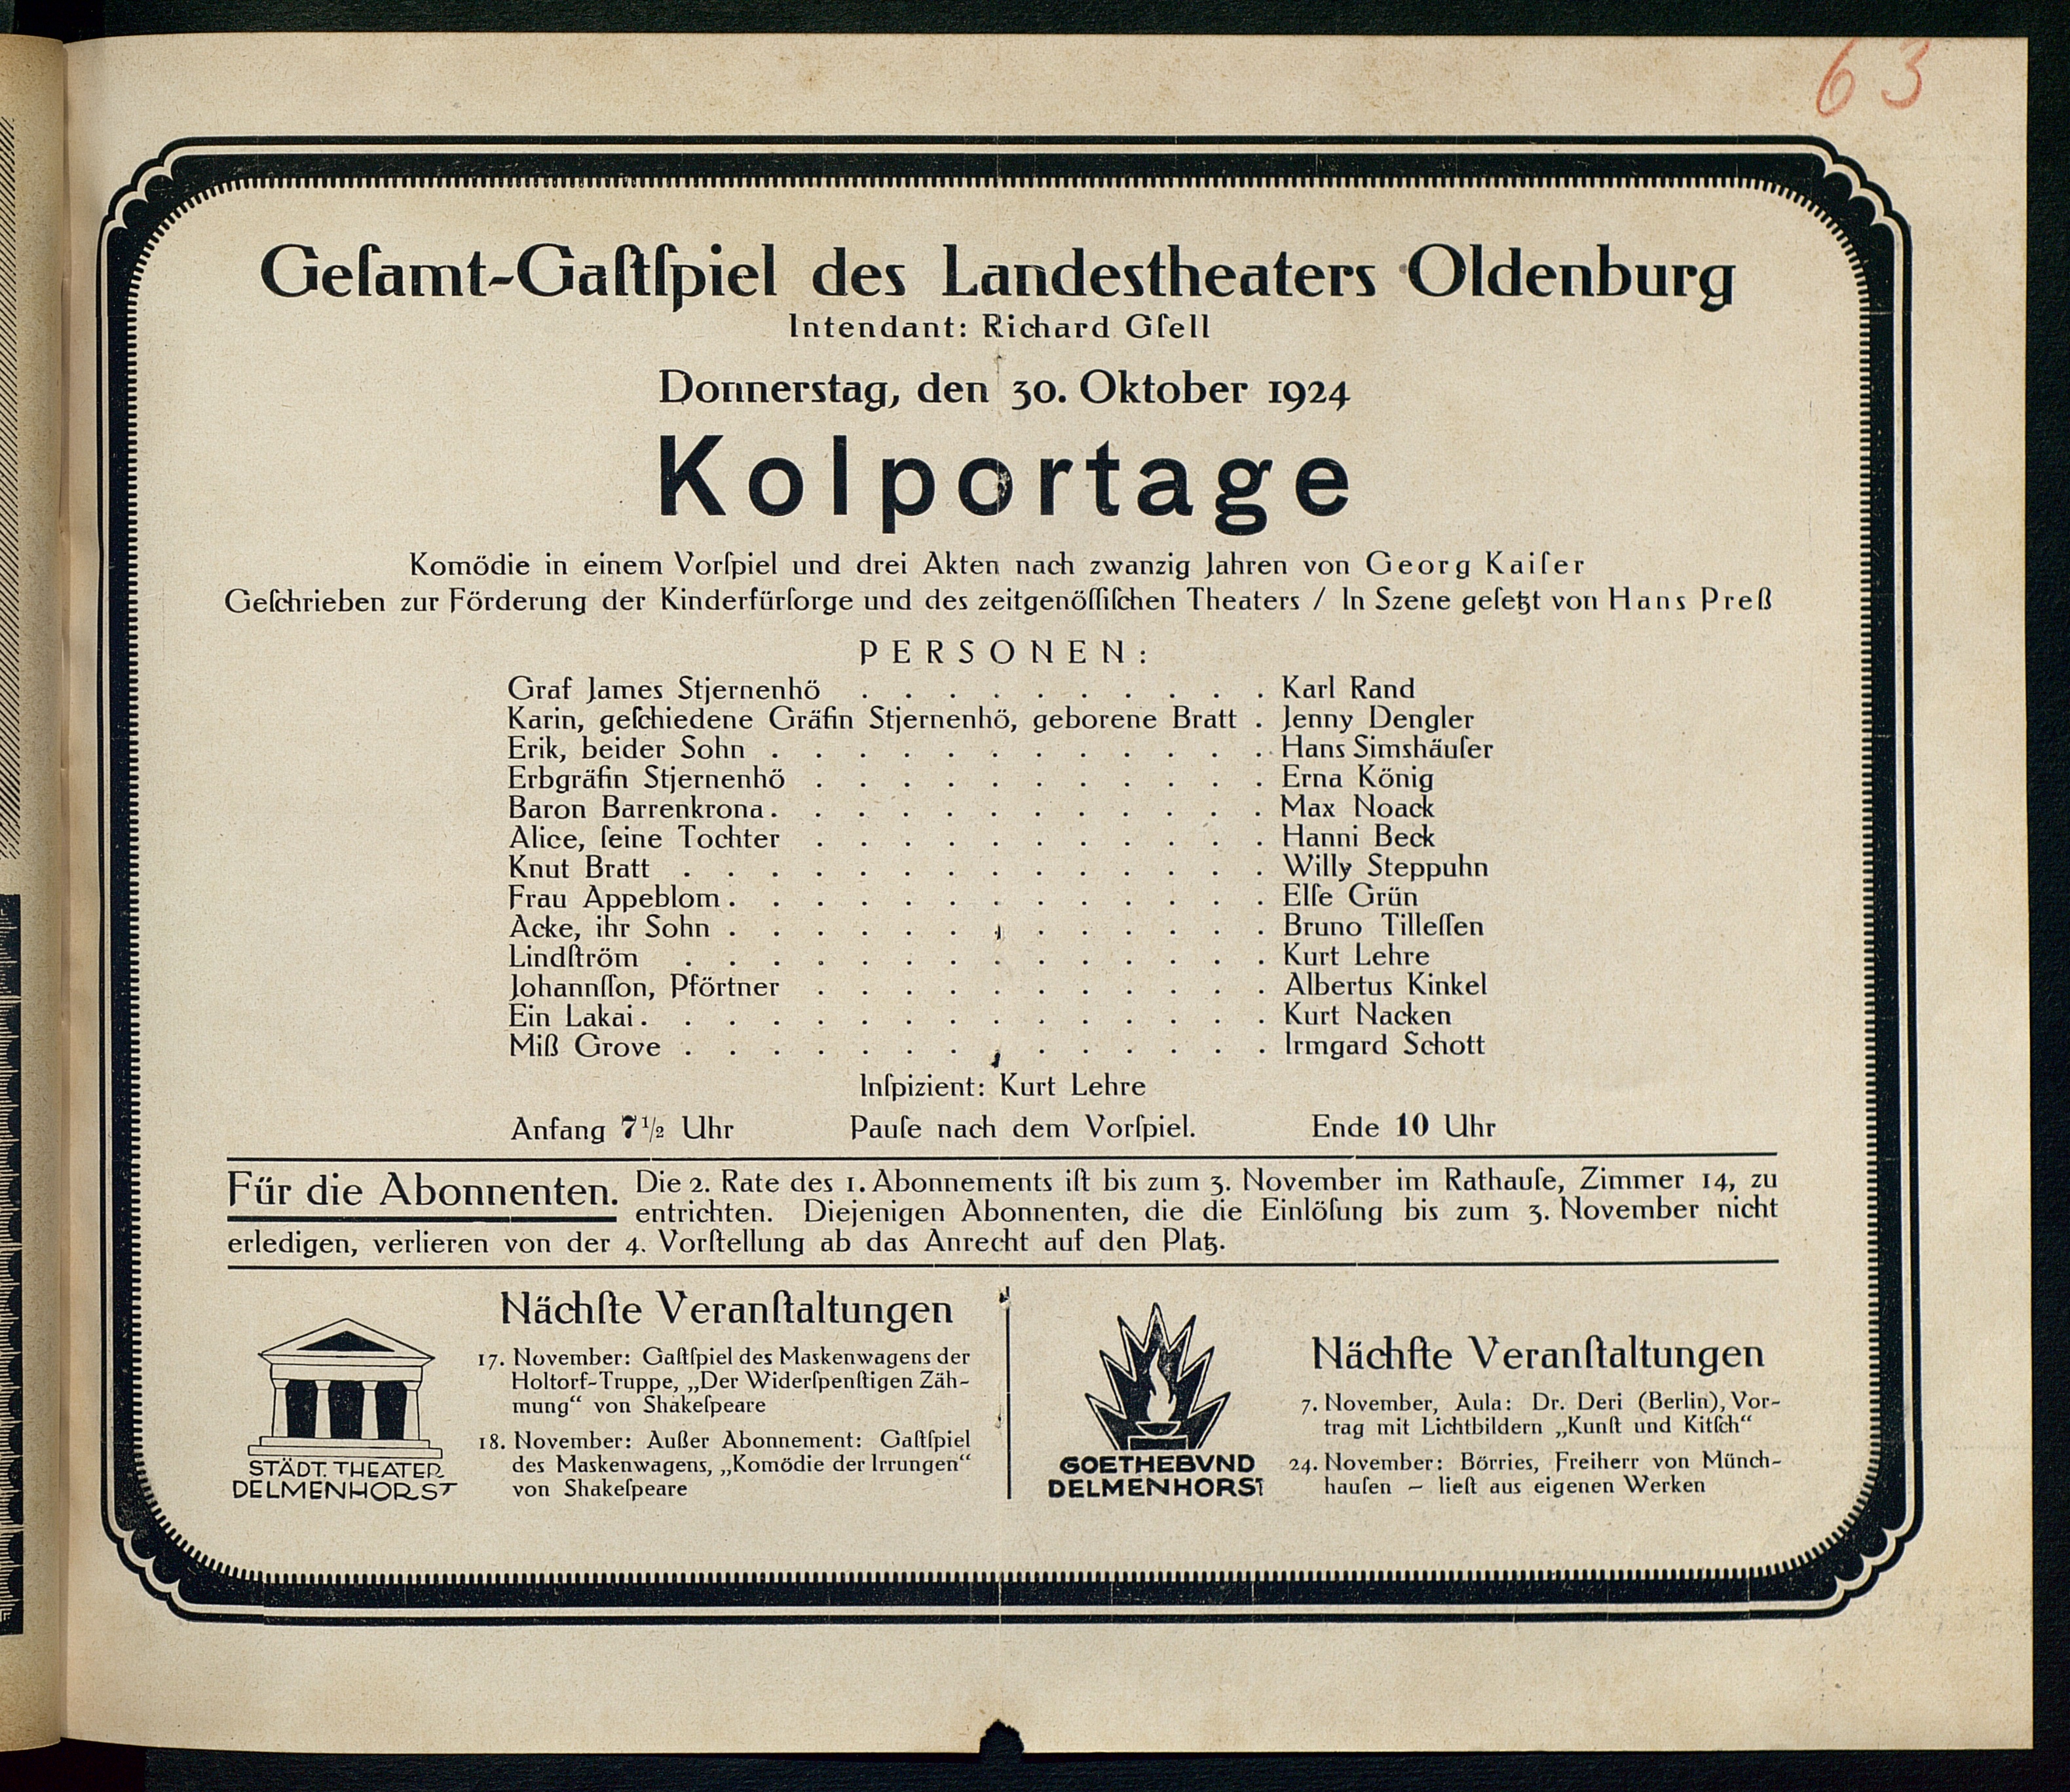 63
Geſamt-Gaſtſpiel des Landestheaters Oldenburg
Intendant: Richard Gſell
Donnerstag, den 30. Oktober 1924
Kolportage
Komödie in einem Vorſpiel und drei Akten nach zwanzig Jahren von Georg Kaiſer
Geſchrieben zur Förderung der Kinderfürſorge und des zeitgenöſſiſchen Theaters / In Szene geſetzt von Hans Preß
PERSONEN:
Graf James Stjernenhö . . . . . . . . . . Karl Rand
Karin, geſchiedene Gräfin Stjernenhö, geborene Bratt . Jenny Dengler
Erik, beider Sohn . . . . . . . . . . . . Hans Simshäuſer
Erbgräfin Stjernenhö . . . . . . . . . . . Erna König
Baron Barrenkrona . . . . . . . . . . . . Max Noack
Alice, ſeine Tochter . . . . . . . . . . . Hanni Beck
Knut Bratt . . . . . . . . . . . . . . Willy Steppuhn
Frau Appeblom . . . . . . . . . . . . . Elſe Grün
Acke, ihr Sohn . . . . . . . . . . . . . Bruno Tilleſſen
Lindſtröm . . . . . . . . . . . . . . Kurt Lehre
Johannſſon, Pförtner . . . . . . . . . . . Albertus Kinkel
Ein Lakai . . . . . . . . . . . . . . . Kurt Nacken
Miß Grove . . . . . . . . . . . . . . Irmgard Schott
Inſpizient: Kurt Lehre
Anfang 7½ Uhr Pauſe nach dem Vorſpiel. Ende 10 Uhr
Für die Abonnenten. Die 2. Rate des 1. Abonnements iſt bis zum 3. November im Rathauſe, Zimmer 14, zu
entrichten. Diejenigen Abonnenten, die die Einlöſung bis zum 3. November nicht
erledigen, verlieren von der 4. Vorſtellung ab das Anrecht auf den Platz.
STÄDT. THEATER
DELMENHORST
Nächſte Veranſtaltungen
17. November: Gaſtſpiel des Maskenwagens der
Holtorf-Truppe, „Der Widerſpenſtigen Zäh-
mung“ von Shakeſpeare
18. November: Außer Abonnement: Gaſtſpiel
des Maskenwagens, „Komödie der Irrungen“
von Shakeſpeare
GOETHEBVND
DELMENHORST
Nächſte Veranſtaltungen
7. November, Aula: Dr. Deri (Berlin), Vor-
trag mit Lichtbildern „Kunſt und Kitſch“
24. November: Börries, Freiherr von Münch-
hauſen – lieſt aus eigenen Werken